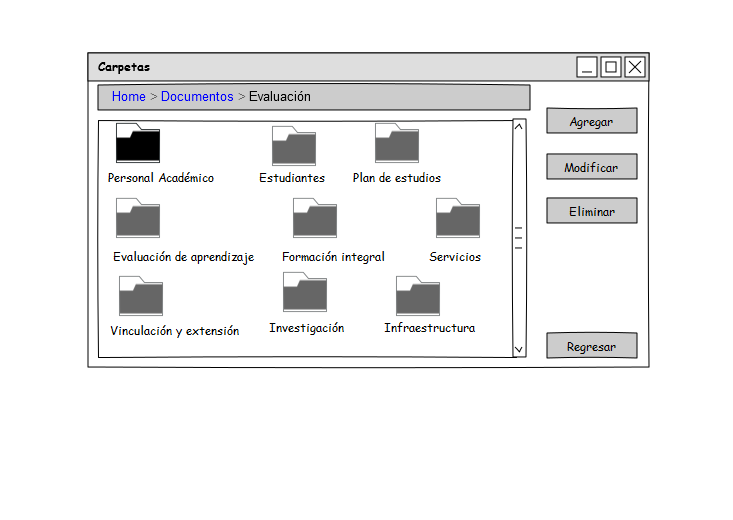 Carpetas
Home > Documentos > Evaluación
Agregar
Modificar
Eliminar
Regresar
Personal Académico
Estudiantes
Plan de estudios
Evaluación de aprendizaje
Formación integral
Servicios
Vinculación y extensión
Investigación
Infraestructura